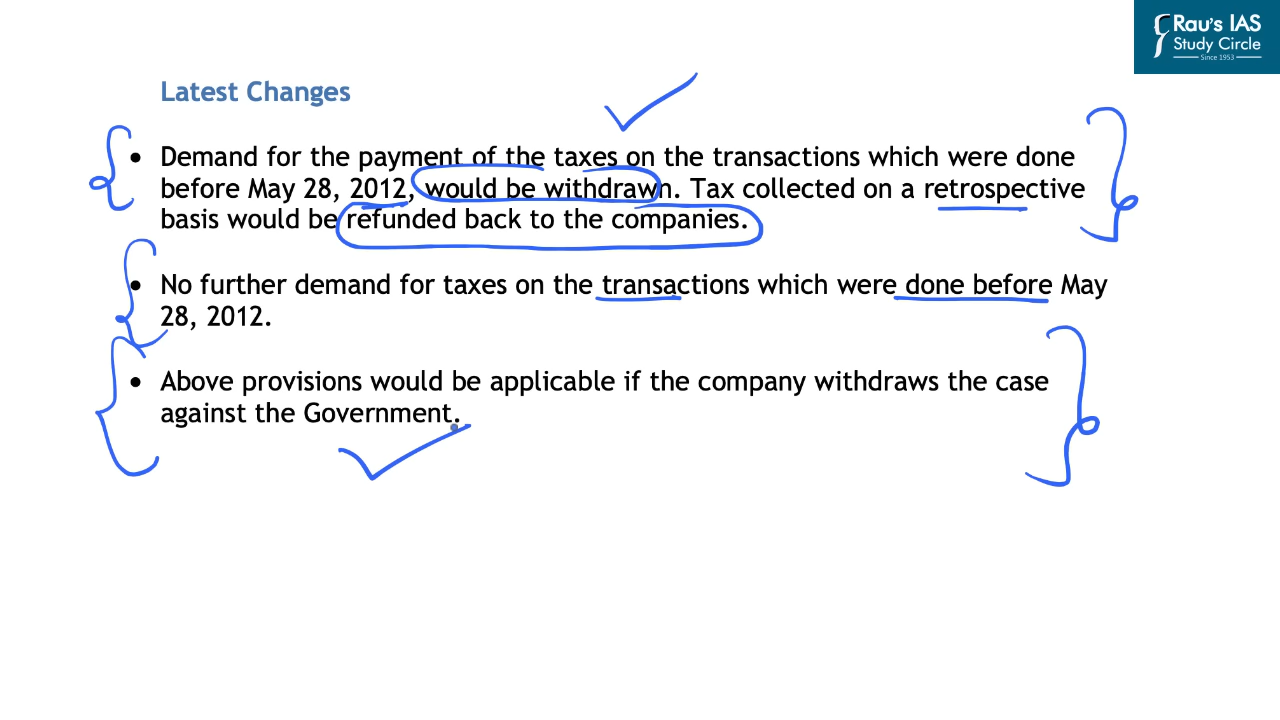 Rau's IAS
Study Circle
Since 1953
Latest Changes
• Demand for the payment of the taxes on the transactions which were done
before May 28, 2012, would be withdrawn. Tax collected on a retrospective
basis would be refunded back to the companies.
• No further demand for taxes on the transactions which were done before May
28, 2012.
• Above provisions would be applicable if the company withdraws the case
against the Government.